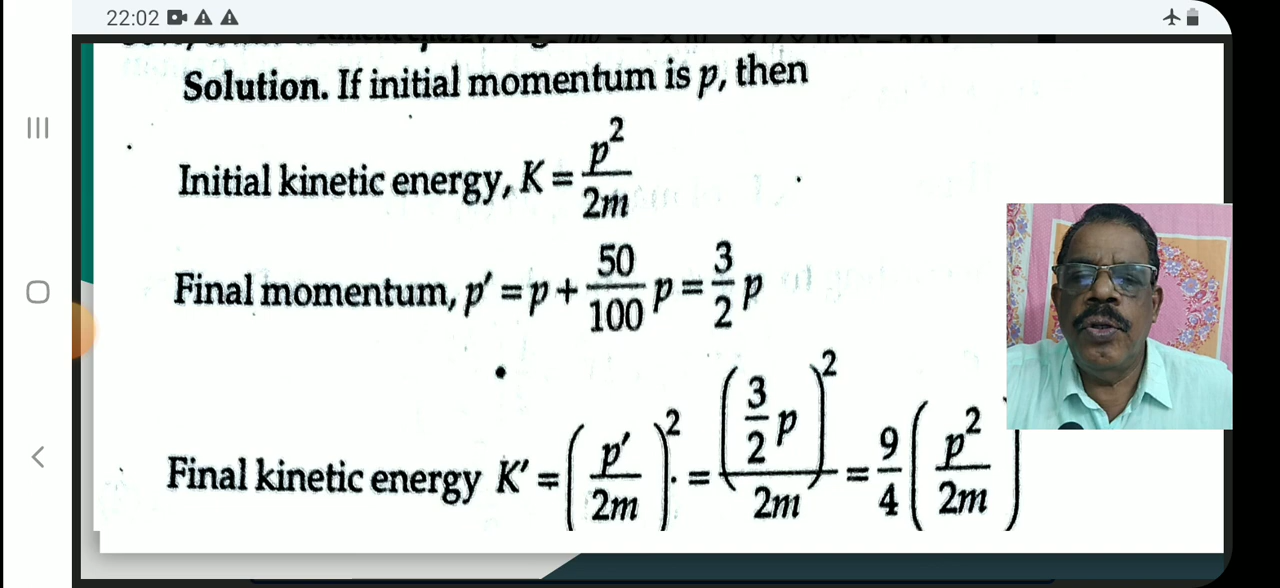 22:02
Solution. If initial momentum is p, then
Initial kinetic energy, K = p²/2m
Final momentum, p′ = p + 50/100 p = 3/2 p
Final kinetic energy K′ = (p′/2m)² · = (3/2 p)²/2m = 9/4 (p²/2m)